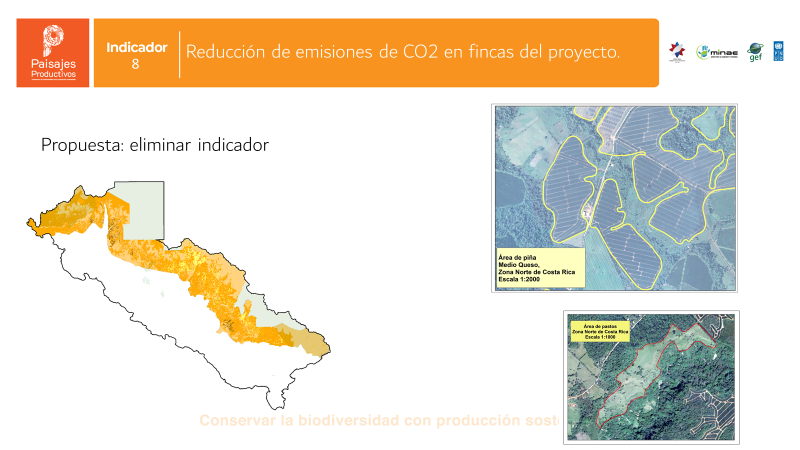 Paisajes
Productivos
Indicador
8
Reducción de emisiones de CO2 en fincas del proyecto.
minae
gef
Propuesta: eliminar indicador
Área de piña
Medio Queso,
Zona Norte de Costa Rica
Escala 1:2000
Área de pastos
Zona Norte de Costa Rica
Escala 1:1000
Conservar la biodiversidad con producción soste